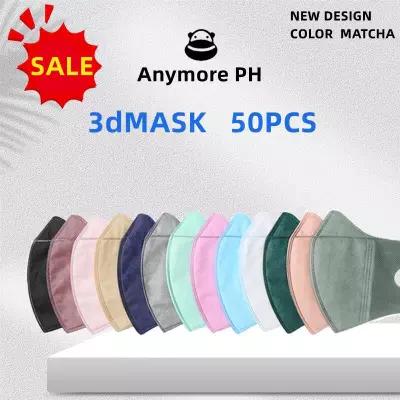 SALE
NEW DESIGN
COLOR MATCHA
Anymore PH
3dMASK 50PCS